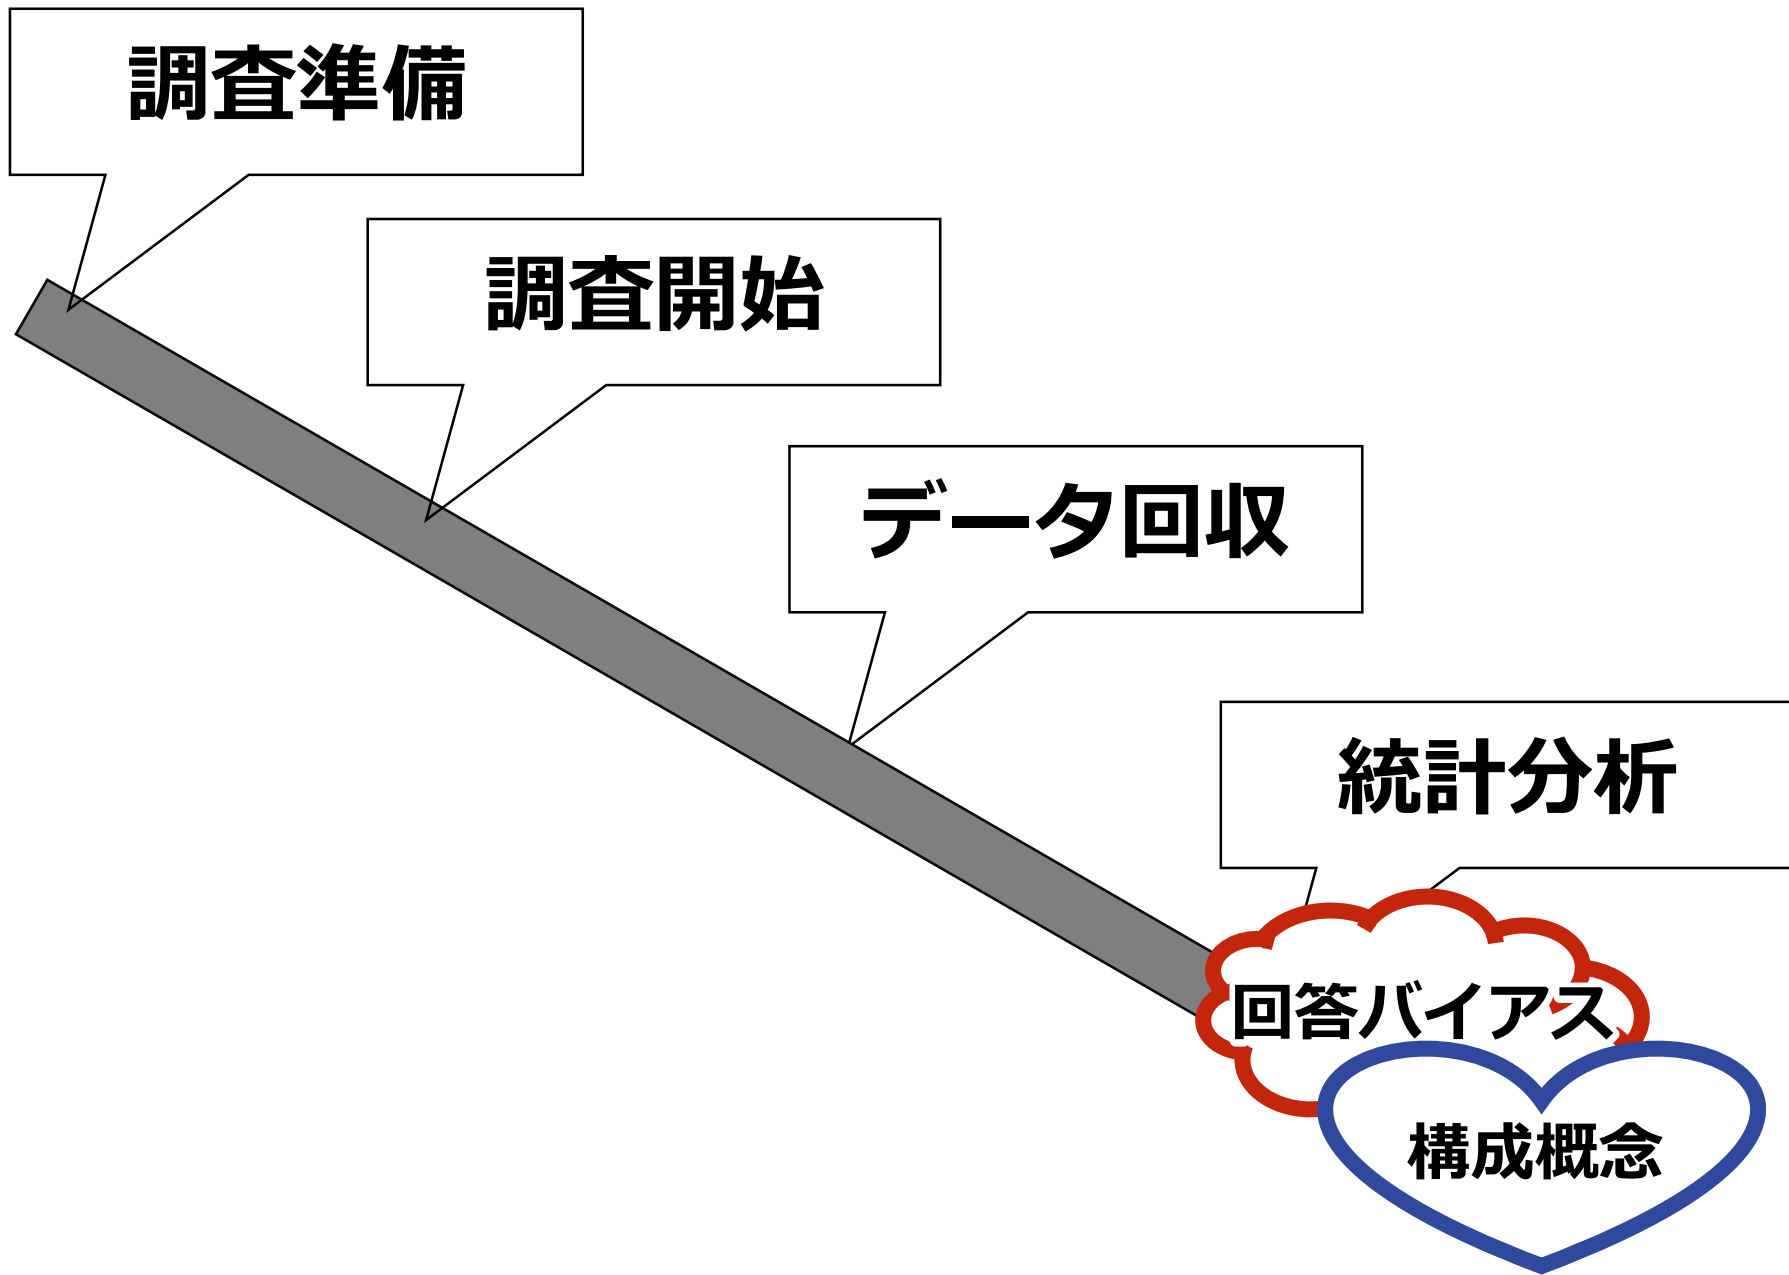 調査準備
調査開始
データ回収
統計分析
回答バイアス
構成概念